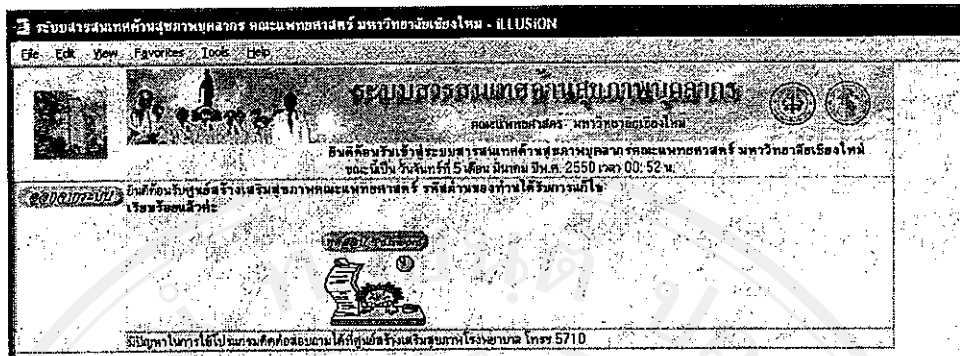 ระบบสารสนเทศด้านสุขภาพบุคลากร คณะแพทยศาสตร์ มหาวิทยาลัยเชียงใหม่ - iLLUSiON
File Edit View Favorites Tools Help
ระบบสารสนเทศด้านสุขภาพบุคลากร
คณะแพทยศาสตร์ มหาวิทยาลัยเชียงใหม่
ยินดีต้อนรับเข้าสู่ระบบสารสนเทศด้านสุขภาพบุคลากรคณะแพทยศาสตร์ มหาวิทยาลัยเชียงใหม่
ขณะนี้เป็น วันจันทร์ที่ 5 เดือน มีนาคม ปีพ.ศ. 2550 เวลา 00: 52 น.
ออกจากระบบ
ยินดีต้อนรับศูนย์สร้างเสริมสุขภาพคณะแพทยศาสตร์ รหัสผ่านของท่านได้รับการแก้ไข
เรียบร้อยแล้วค่ะ
มีปัญหาในการใช้โปรแกรมติดต่อสอบถามได้ที่ศูนย์สร้างเสริมสุขภาพโรงพยาบาล โทรฯ 5710